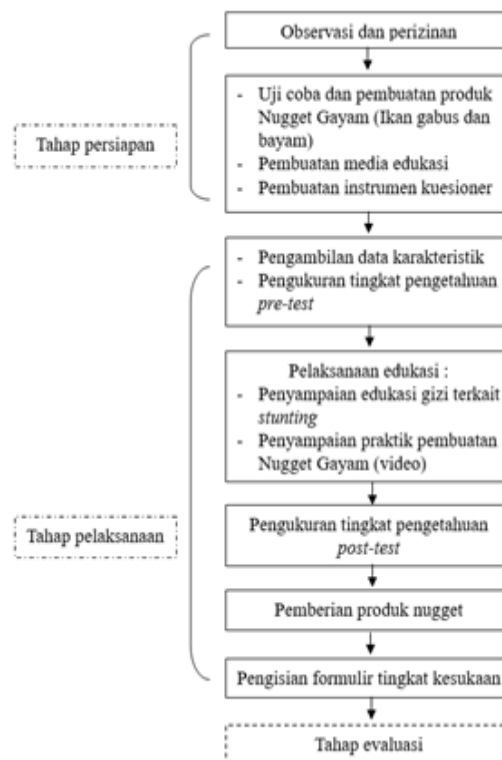 Observasi dan perizinan
Tahap persiapan
- Uji coba dan pembuatan produk
Nugget Gayam (Ikan gabus dan
bayam)
- Pembuatan media edukasi
- Pembuatan instrumen kuesioner
Tahap pelaksanaan
- Pengambilan data karakteristik
- Pengukuran tingkat pengetahuan
pre-test
Pelaksanaan edukasi :
- Penyampaian edukasi gizi terkait
stunting
- Penyampaian praktik pembuatan
Nugget Gayam (video)
Pengukuran tingkat pengetahuan
post-test
Pemberian produk nugget
Pengisian formulir tingkat kesukaan
Tahap evaluasi